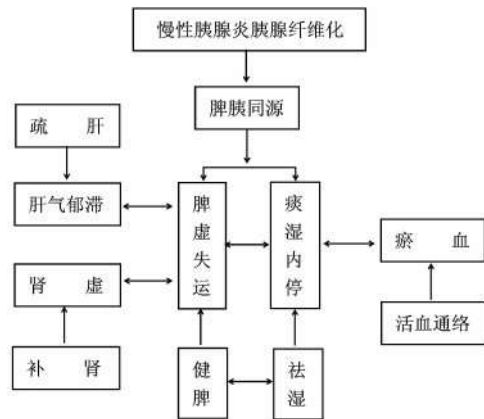 慢性胰腺炎胰腺纤维化
脾胰同源
疏 肝
肝气郁滞
脾虚失运
痰湿内停
瘀 血
肾 虚
活血通络
补 肾
健脾
祛湿